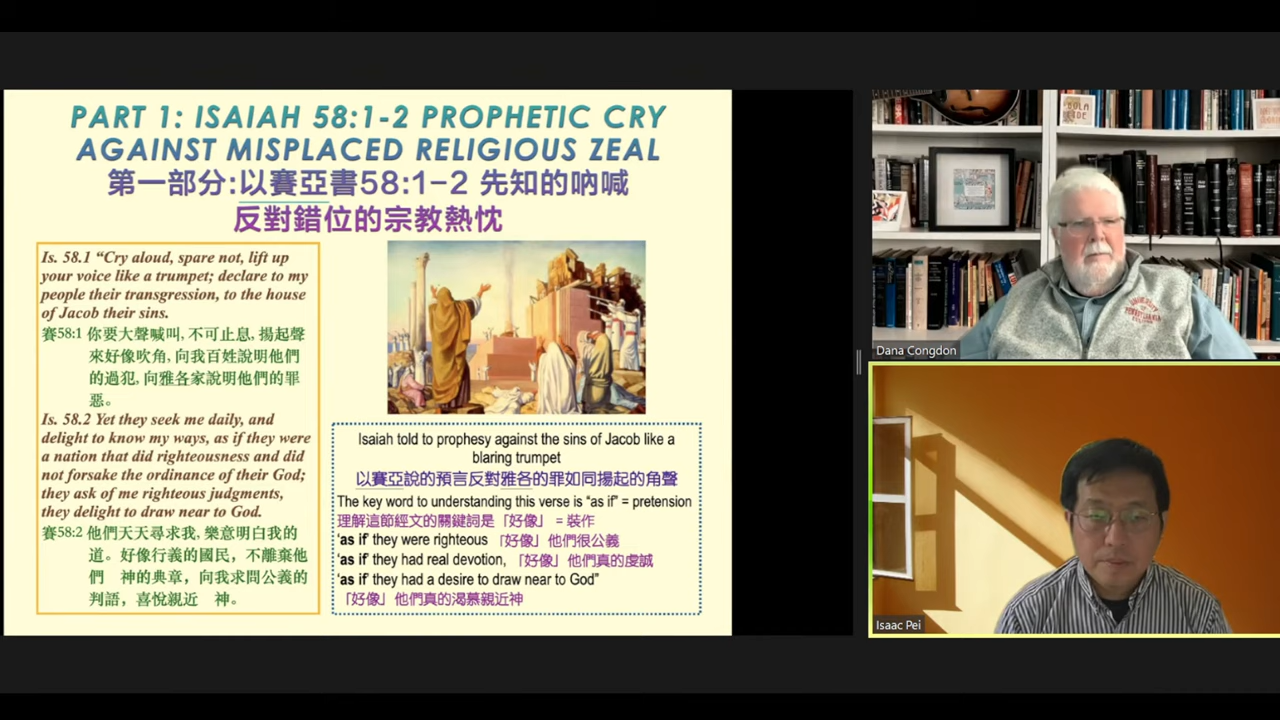 PART 1: ISAIAH 58:1-2 PROPHETIC CRY
AGAINST MISPLACED RELIGIOUS ZEAL
第一部分:以賽亞書58:1-2 先知的吶喊
反對錯位的宗教熱忱
Is. 58.1 “Cry aloud, spare not, lift up
your voice like a trumpet; declare to my
people their transgression, to the house
of Jacob their sins.
賽58:1 你要大聲喊叫, 不可止息, 揚起聲
來好像吹角, 向我百姓說明他們
的過犯, 向雅各家說明他們的罪
惡。
Is. 58.2 Yet they seek me daily, and
delight to know my ways, as if they were
a nation that did righteousness and did
not forsake the ordinance of their God;
they ask of me righteous judgments,
they delight to draw near to God.
賽58:2 他們天天尋求我, 樂意明白我的
道。好像行義的國民, 不離棄他
們　神的典章, 向我求問公義的
判語, 喜悅親近　神。
Isaiah told to prophesy against the sins of Jacob like a
blaring trumpet
以賽亞說的預言反對雅各的罪如同揚起的角聲
The key word to understanding this verse is “as if” = pretension
理解這節經文的關鍵詞是「好像」 = 裝作
‘as if’ they were righteous 「好像」他們很公義
‘as if’ they had real devotion, 「好像」他們真的虔誠
‘as if’ they had a desire to draw near to God”
「好像」他們真的渴慕親近神
Dana Congdon
UNIVERSITY
OF
PENNSYLVANIA
Isaac Pei